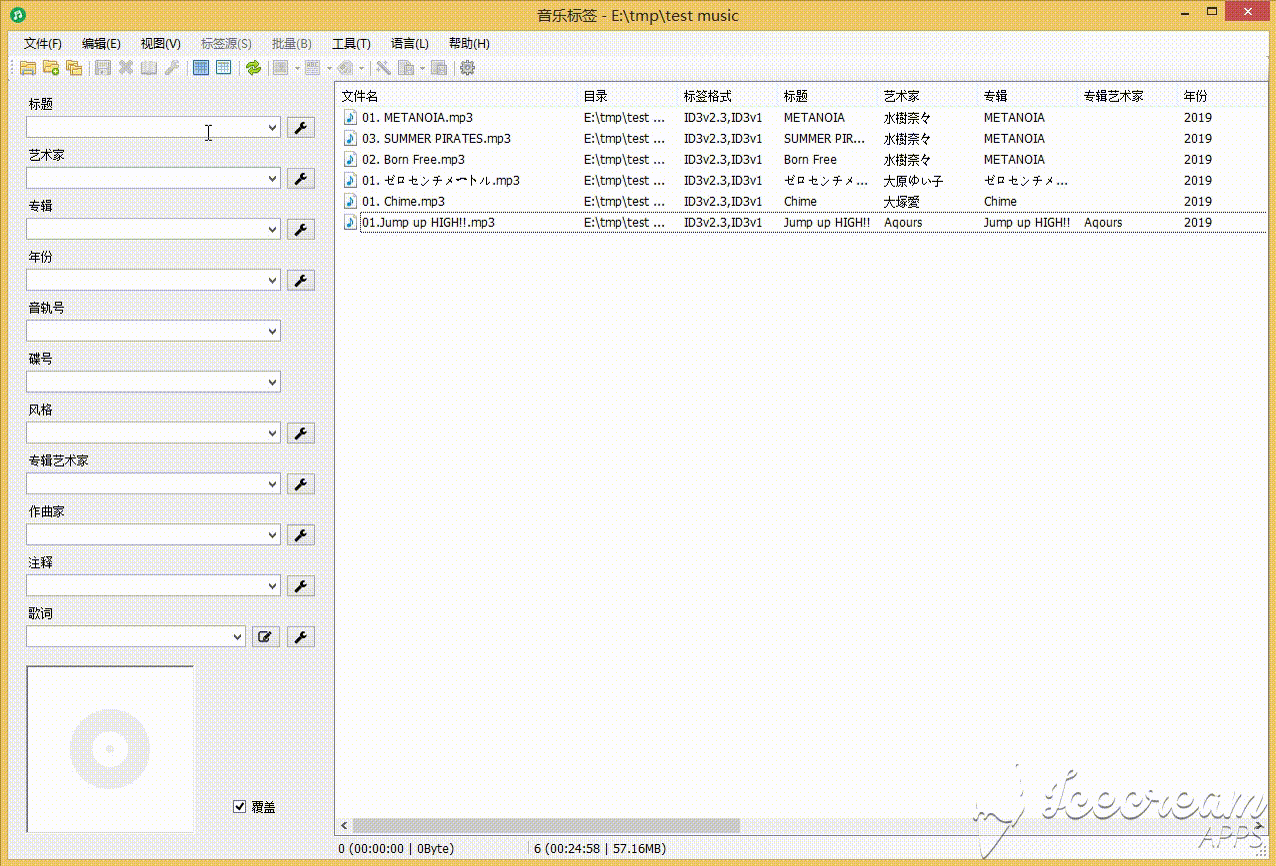 音乐标签 - E:\tmp\test music
文件(F) 编辑(E) 视图(V) 标签源(S) 批量(B) 工具(T) 语言(L) 帮助(H)
标题
艺术家
专辑
年份
音轨号
碟号
风格
专辑艺术家
作曲家
注释
歌词
覆盖
文件名 目录 标签格式 标题 艺术家 专辑 专辑艺术家 年份
01. METANOIA.mp3 E:\tmp\test ... ID3v2.3,ID3v1 METANOIA 水樹奈々 METANOIA 2019
03. SUMMER PIRATES.mp3 E:\tmp\test ... ID3v2.3,ID3v1 SUMMER PIR... 水樹奈々 METANOIA 2019
02. Born Free.mp3 E:\tmp\test ... ID3v2.3,ID3v1 Born Free 水樹奈々 METANOIA 2019
01. ゼロセンチメートル.mp3 E:\tmp\test ... ID3v2.3,ID3v1 ゼロセンチメ... 大原ゆい子 ゼロセンチメ... 2019
01. Chime.mp3 E:\tmp\test ... ID3v2.3,ID3v1 Chime 大塚愛 Chime 2019
01.Jump up HIGH!!.mp3 E:\tmp\test ... ID3v2.3,ID3v1 Jump up HIGH!! Aqours Jump up HIGH!! Aqours 2019
Icecream
APPS
0 (00:00:00 | 0Byte) 6 (00:24:58 | 57.16MB)